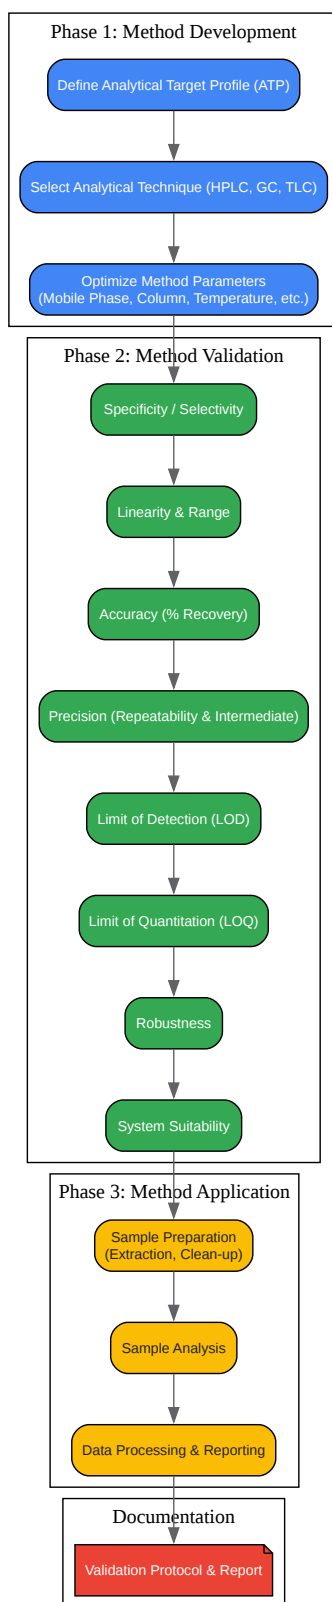 Phase 1: Method Development
Define Analytical Target Profile (ATP)
Select Analytical Technique (HPLC, GC, TLC)
Optimize Method Parameters
(Mobile Phase, Column, Temperature, etc.)
Phase 2: Method Validation
Specificity / Selectivity
Linearity & Range
Accuracy (% Recovery)
Precision (Repeatability & Intermediate)
Limit of Detection (LOD)
Limit of Quantitation (LOQ)
Robustness
System Suitability
Phase 3: Method Application
Sample Preparation
(Extraction, Clean-up)
Sample Analysis
Data Processing & Reporting
Documentation
Validation Protocol & Report